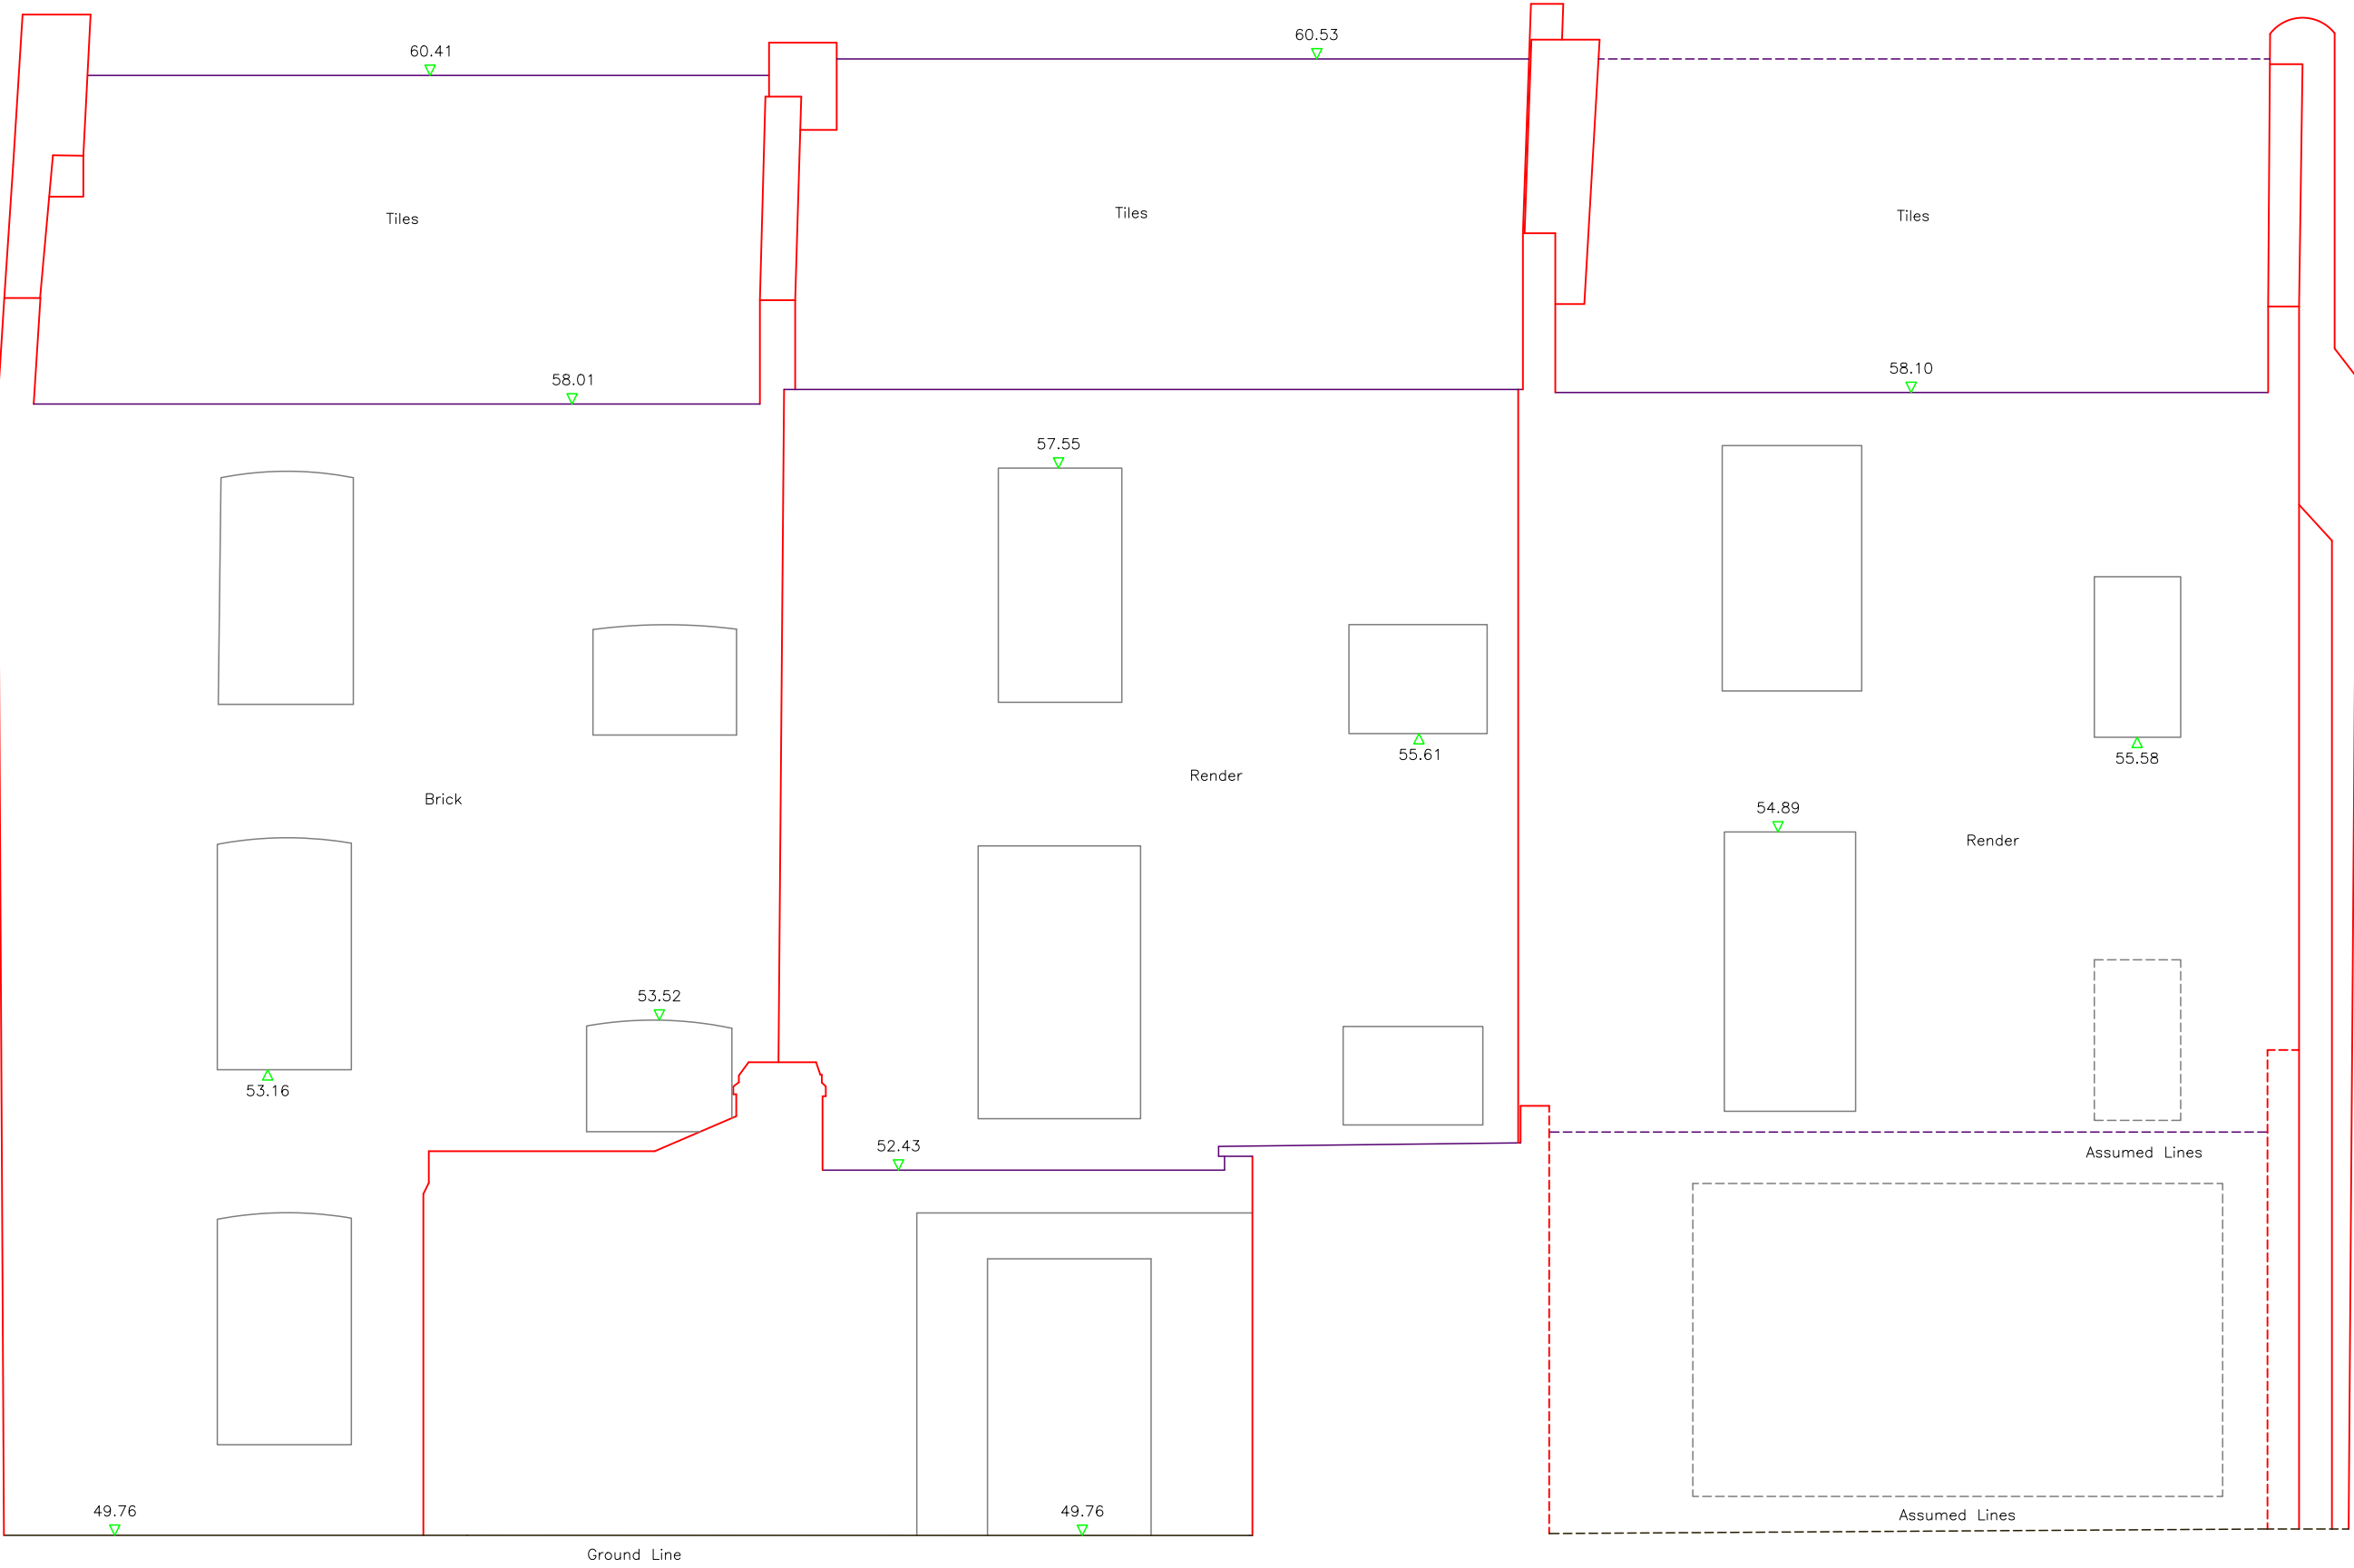 60.53
60.41
Tiles
Tiles
Tiles
58.10
58.01
57.55
55.61
55.58
Render
Brick
54.89
Render
53.52
53.16
52.43
Assumed Lines
49.76
49.76
Assumed Lines
Ground Line